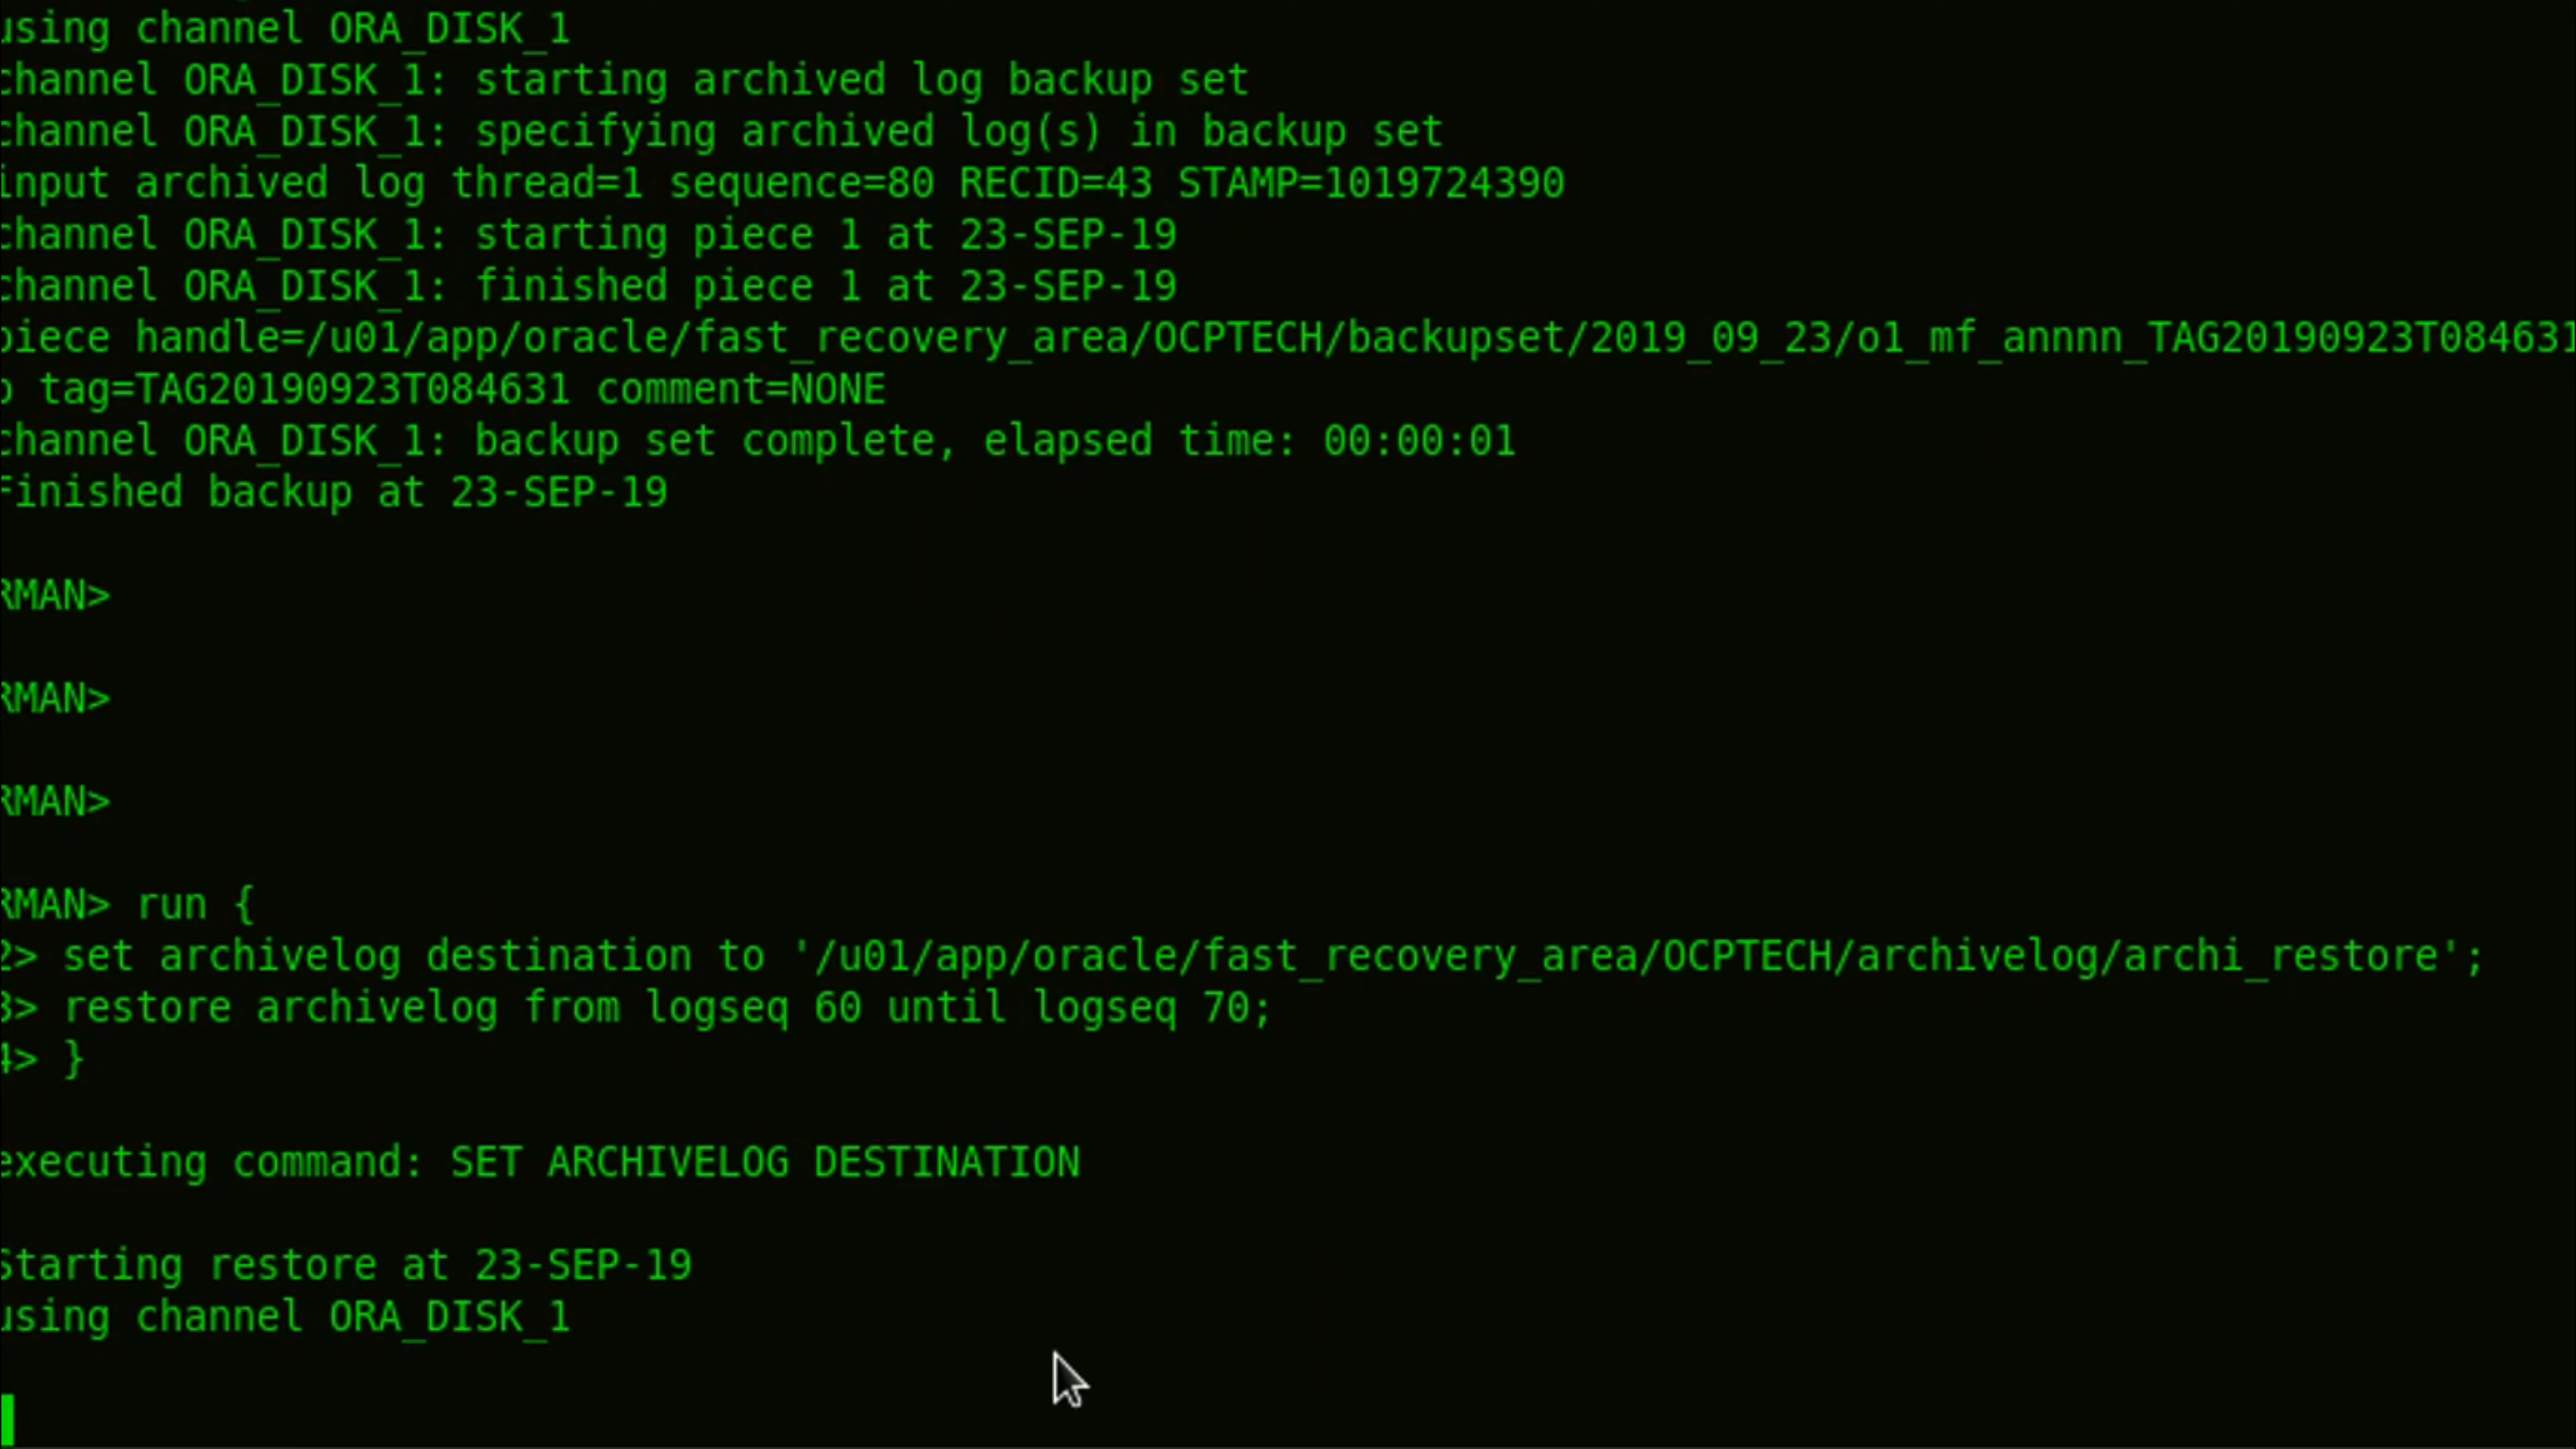 using channel ORA_DISK_1
channel ORA_DISK_1: starting archived log backup set
channel ORA_DISK_1: specifying archived log(s) in backup set
input archived log thread=1 sequence=80 RECID=43 STAMP=1019724390
channel ORA_DISK_1: starting piece 1 at 23-SEP-19
channel ORA_DISK_1: finished piece 1 at 23-SEP-19
piece handle=/u01/app/oracle/fast_recovery_area/OCPTECH/backupset/2019_09_23/o1_mf_annnn_TAG20190923T084631
tag=TAG20190923T084631 comment=NONE
channel ORA_DISK_1: backup set complete, elapsed time: 00:00:01
Finished backup at 23-SEP-19
RMAN>
RMAN>
RMAN>
RMAN> run {
2> set archivelog destination to '/u01/app/oracle/fast_recovery_area/OCPTECH/archivelog/archi_restore';
3> restore archivelog from logseq 60 until logseq 70;
4> }
executing command: SET ARCHIVELOG DESTINATION
Starting restore at 23-SEP-19
using channel ORA_DISK_1